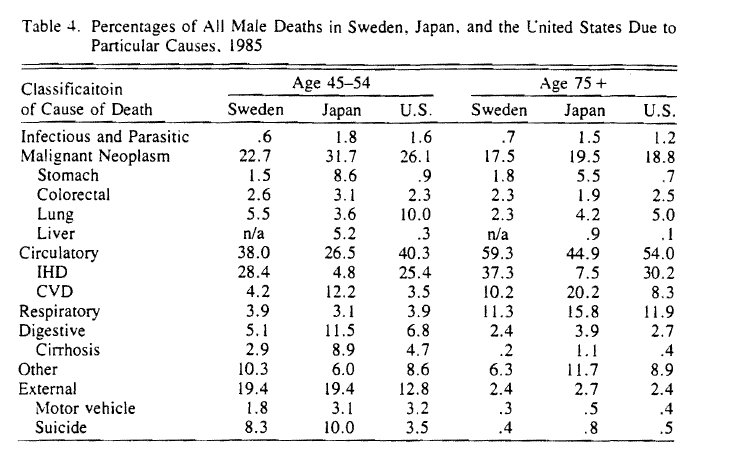 Table 4. Percentages of All Male Deaths in Sweden, Japan, and the United States Due to
Particular Causes, 1985
Classificaitoin Age 45–54 Age 75+
of Cause of Death Sweden Japan U.S. Sweden Japan U.S.
Infectious and Parasitic .6 1.8 1.6 .7 1.5 1.2
Malignant Neoplasm 22.7 31.7 26.1 17.5 19.5 18.8
Stomach 1.5 8.6 .9 1.8 5.5 .7
Colorectal 2.6 3.1 2.3 2.3 1.9 2.5
Lung 5.5 3.6 10.0 2.3 4.2 5.0
Liver n/a 5.2 .3 n/a .9 .1
Circulatory 38.0 26.5 40.3 59.3 44.9 54.0
IHD 28.4 4.8 25.4 37.3 7.5 30.2
CVD 4.2 12.2 3.5 10.2 20.2 8.3
Respiratory 3.9 3.1 3.9 11.3 15.8 11.9
Digestive 5.1 11.5 6.8 2.4 3.9 2.7
Cirrhosis 2.9 8.9 4.7 .2 1.1 .4
Other 10.3 6.0 8.6 6.3 11.7 8.9
External 19.4 19.4 12.8 2.4 2.7 2.4
Motor vehicle 1.8 3.1 3.2 .3 .5 .4
Suicide 8.3 10.0 3.5 .4 .8 .5